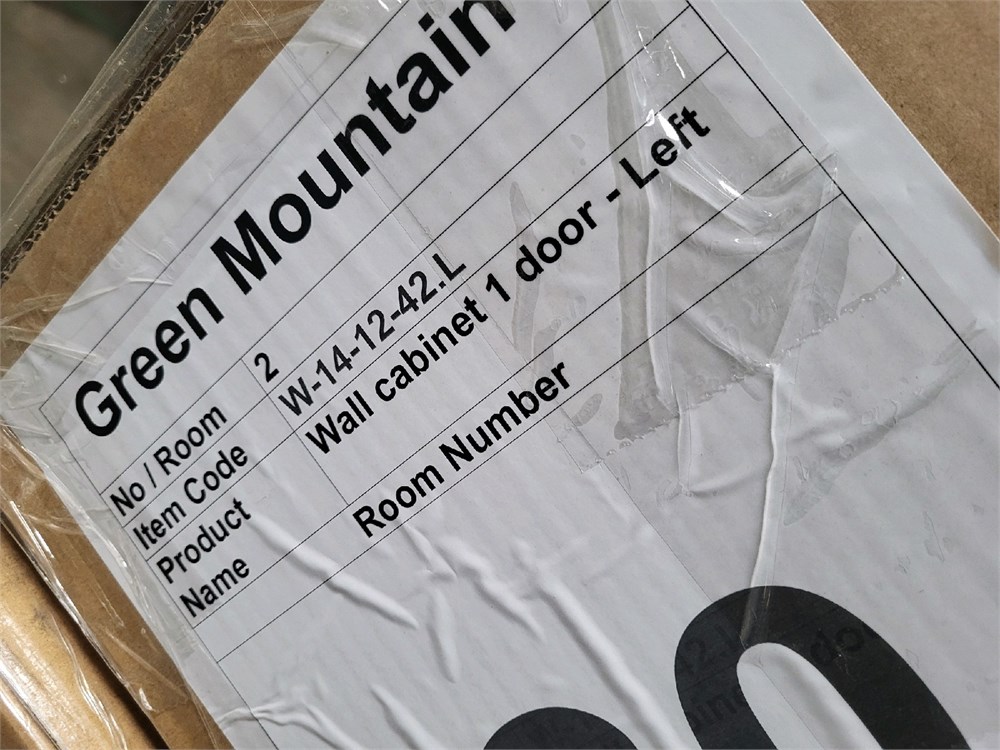 Green Mountain
No / Room 2
Item Code W-14-12-42.L
Product Wall cabinet 1 door - Left
Name
Room Number